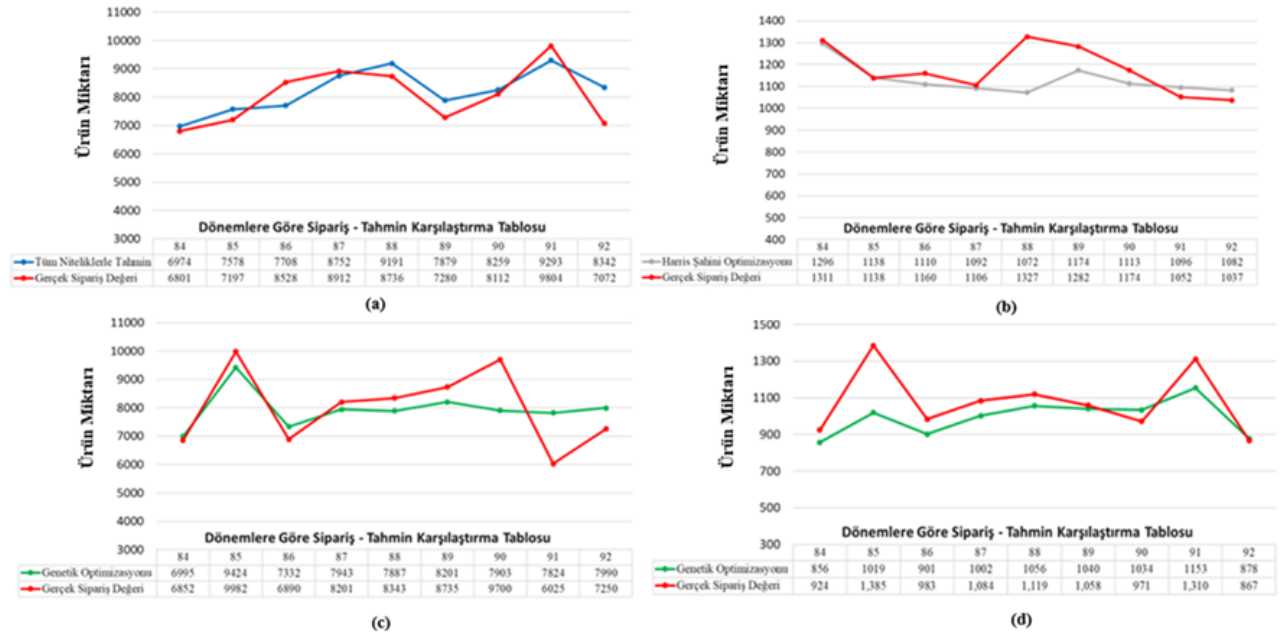 11000
10000
9000
8000
7000
6000
5000
4000
3000
Ürün Miktarı
Dönemlere Göre Sipariş - Tahmin Karşılaştırma Tablosu
84 85 86 87 88 89 90 91 92
Tüm Niteliklerle Tahmin 6974 7578 7708 8752 9191 7879 8259 9293 8342
Gerçek Sipariş Değeri 6801 7197 8528 8912 8736 7280 8112 9804 7072
(a)
1400
1300
1200
1100
1000
900
800
700
600
500
400
Ürün Miktarı
Dönemlere Göre Sipariş - Tahmin Karşılaştırma Tablosu
84 85 86 87 88 89 90 91 92
Harris Şahini Optimizasyonu 1296 1138 1110 1092 1072 1174 1113 1096 1082
Gerçek Sipariş Değeri 1311 1138 1160 1106 1327 1282 1174 1052 1037
(b)
11000
10000
9000
8000
7000
6000
5000
4000
3000
Ürün Miktarı
Dönemlere Göre Sipariş - Tahmin Karşılaştırma Tablosu
84 85 86 87 88 89 90 91 92
Genetik Optimizasyonu 6995 9424 7332 7943 7887 8201 7903 7824 7990
Gerçek Sipariş Değeri 6852 9982 6890 8201 8343 8735 9700 6025 7250
(c)
1500
1300
1100
900
700
500
300
Ürün Miktarı
Dönemlere Göre Sipariş - Tahmin Karşılaştırma Tablosu
84 85 86 87 88 89 90 91 92
Genetik Optimizasyonu 856 1019 901 1002 1056 1040 1034 1153 878
Gerçek Sipariş Değeri 924 1,385 983 1,084 1,119 1,058 971 1,310 867
(d)